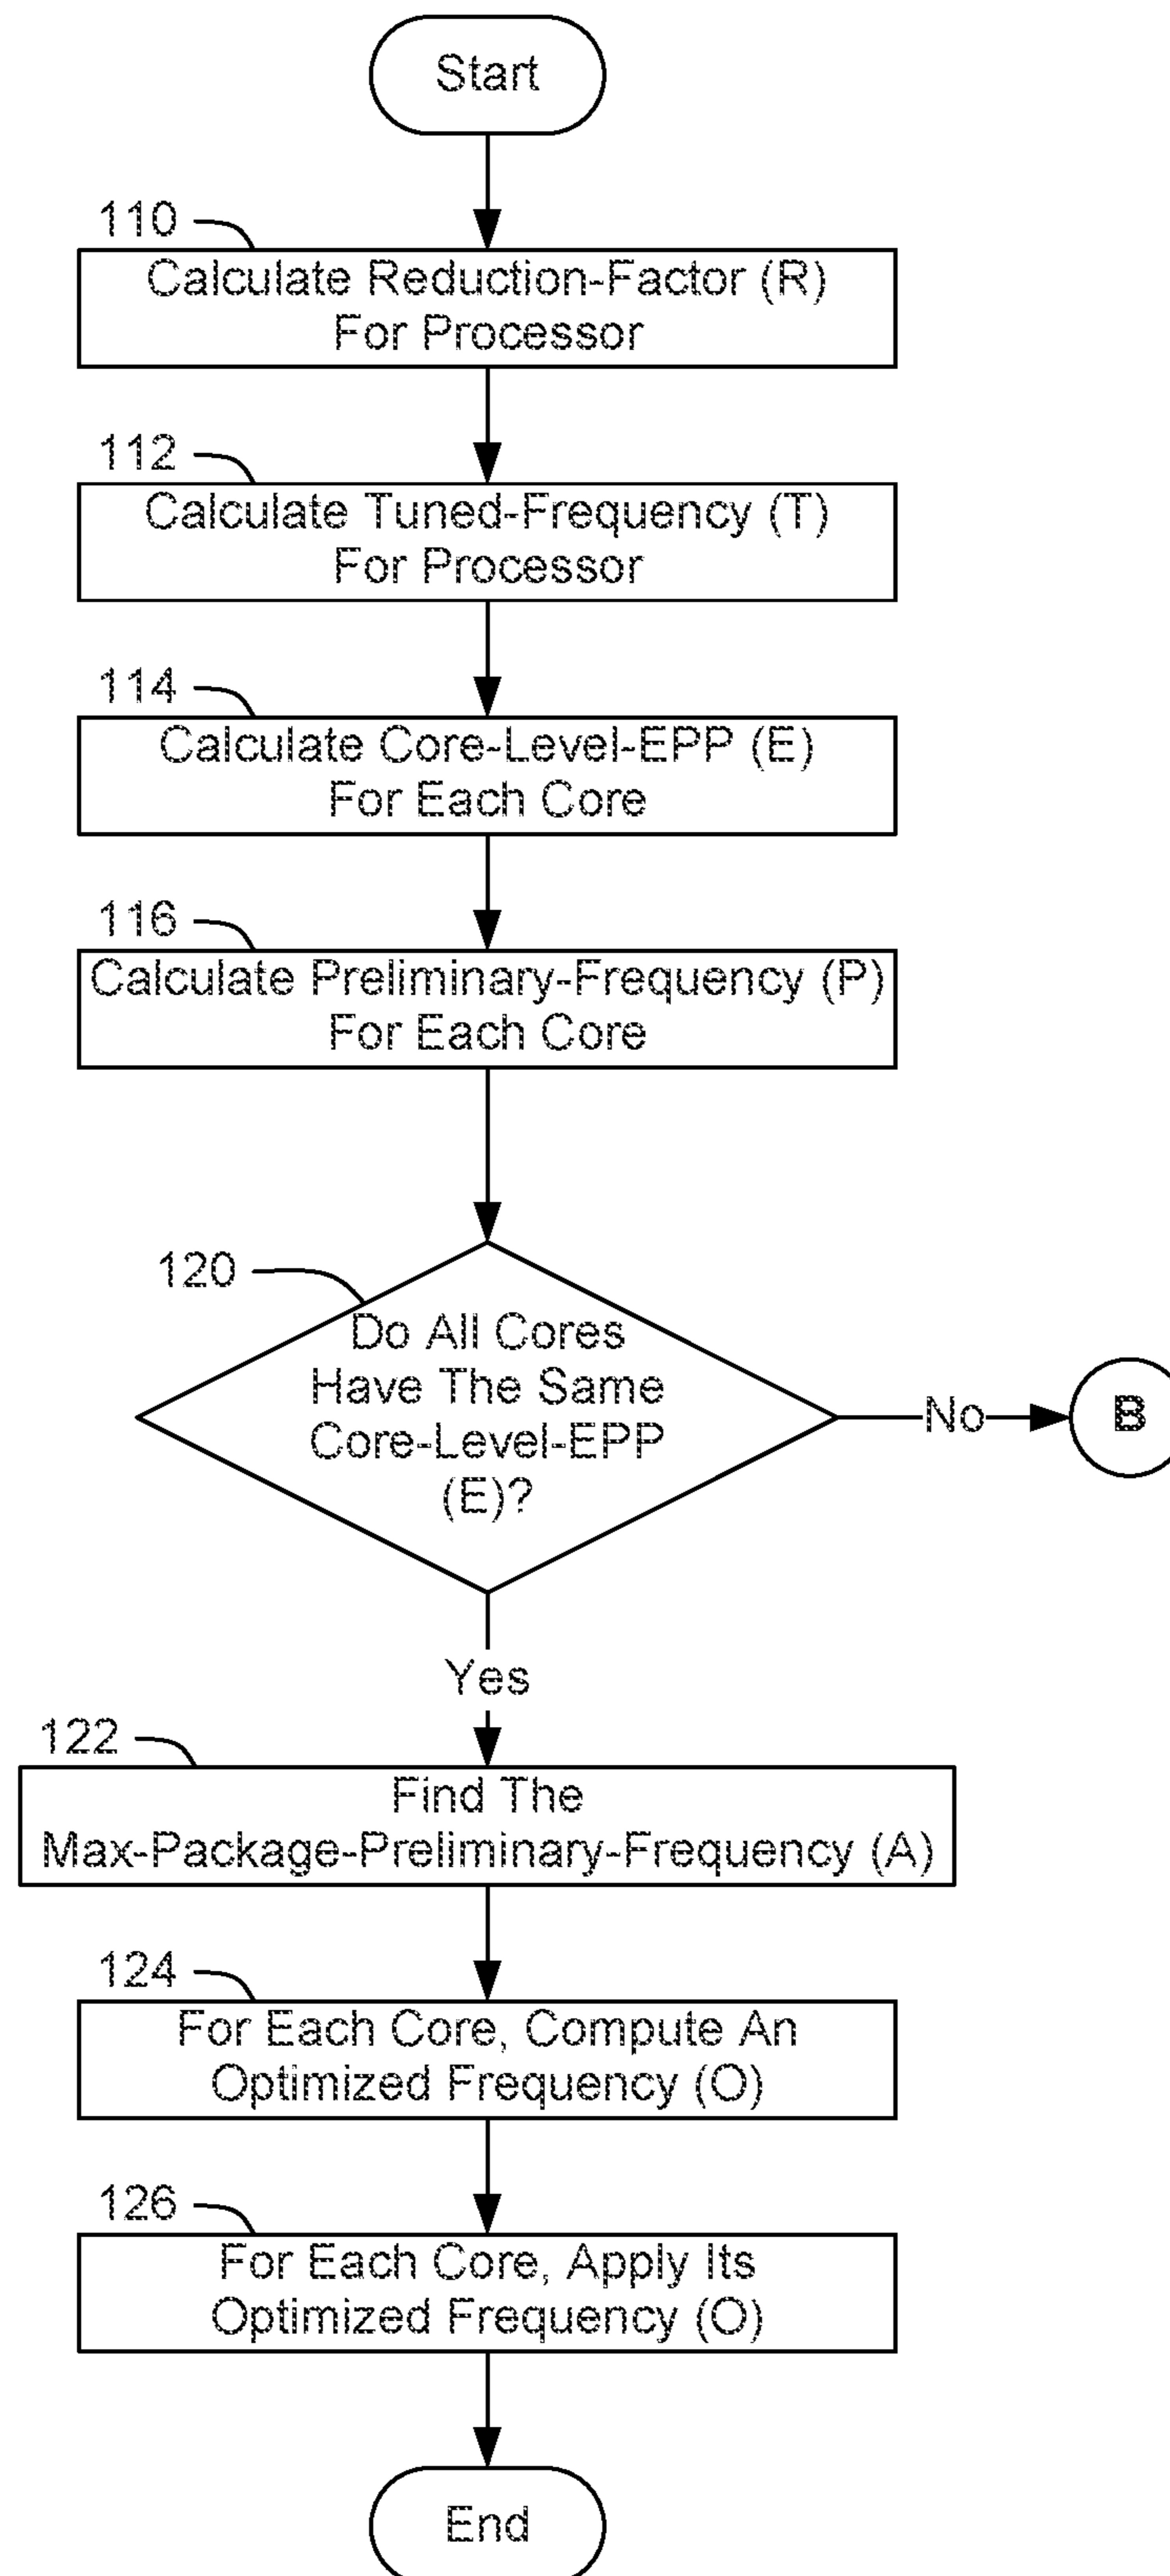 Start
110
Calculate Reduction-Factor (R)
For Processor
112
Calculate Tuned-Frequency (T)
For Processor
114
Calculate Core-Level-EPP (E)
For Each Core
116
Calculate Preliminary-Frequency (P)
For Each Core
120
Do All Cores
Have The Same
Core-Level-EPP
(E)?
No
B
Yes
122
Find The
Max-Package-Preliminary-Frequency (A)
124
For Each Core, Compute An
Optimized Frequency (O)
126
For Each Core, Apply Its
Optimized Frequency (O)
End